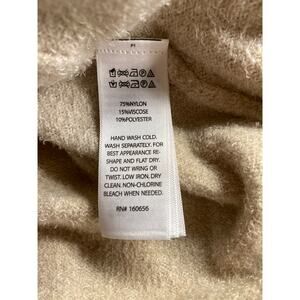 75%NYLON
15%VISCOSE
10%POLYESTER
HAND WASH COLD.
WASH SEPARATELY. FOR
BEST APPEARANCE RE-
SHAPE AND FLAT DRY.
DO NOT WRING OR
TWIST. LOW IRON, DRY
CLEAN. NON-CHLORINE
BLEACH WHEN NEEDED.
RN# 160656